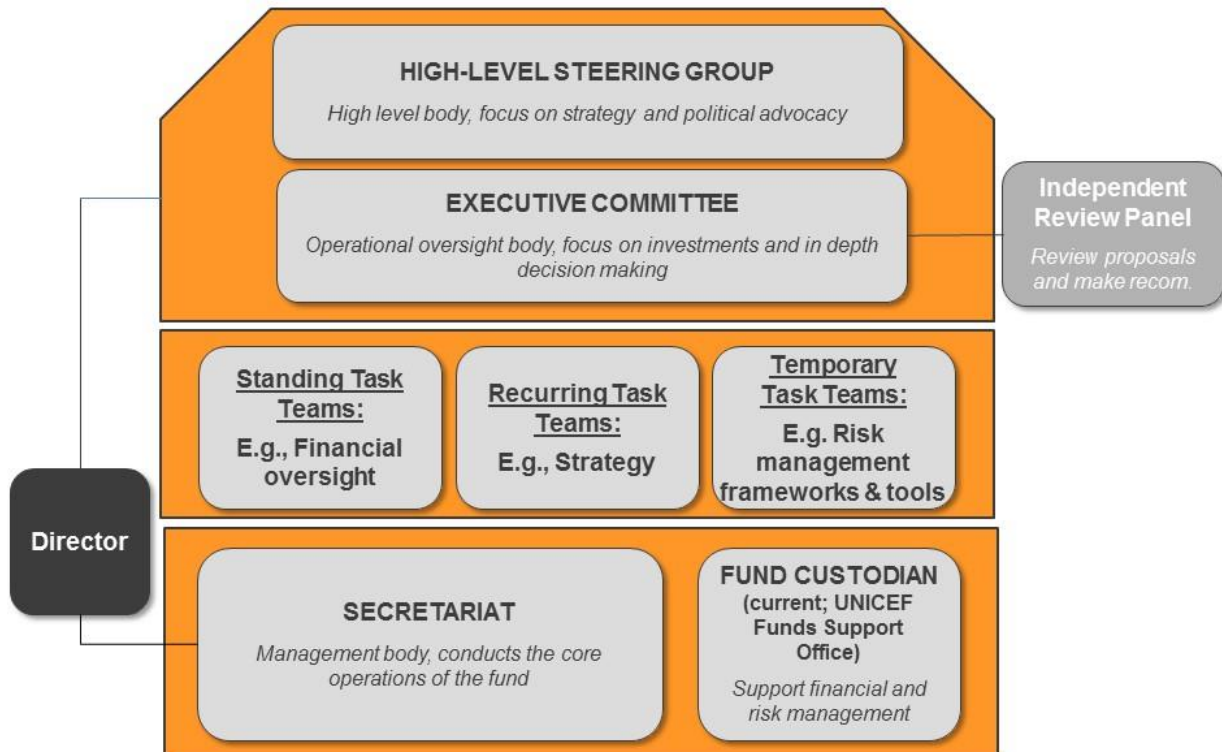 HIGH-LEVEL STEERING GROUP
High level body, focus on strategy and political advocacy
EXECUTIVE COMMITTEE
Operational oversight body, focus on investments and in depth
decision making
Independent
Review Panel
Review proposals
and make recom.
Standing Task
Teams:
E.g., Financial
oversight
Recurring Task
Teams:
E.g., Strategy
Temporary
Task Teams:
E.g. Risk
management
frameworks & tools
Director
SECRETARIAT
Management body, conducts the core
operations of the fund
FUND CUSTODIAN
(current; UNICEF
Funds Support
Office)
Support financial and
risk management